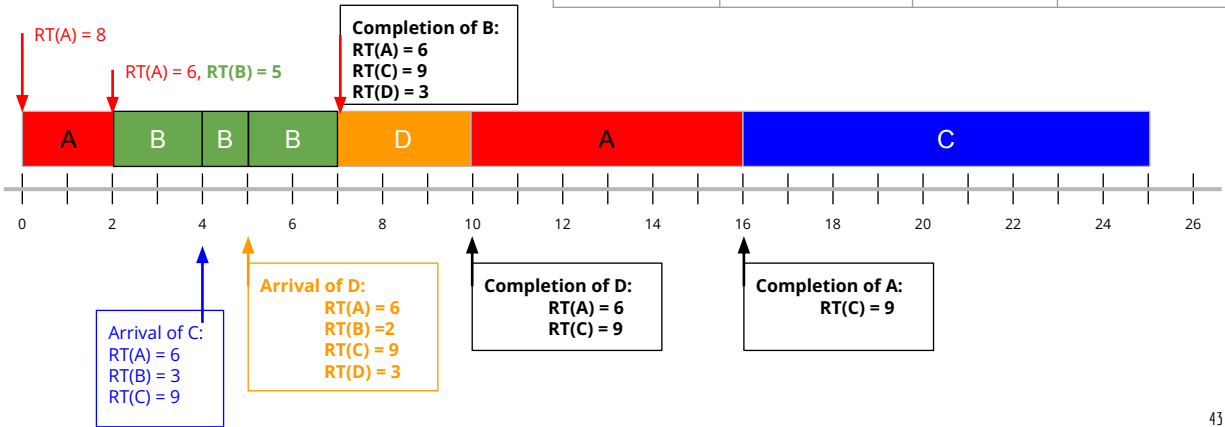 RT(A) = 8
RT(A) = 6, RT(B) = 5
Completion of B:
RT(A) = 6
RT(C) = 9
RT(D) = 3
A
B
B
B
D
A
C
0 2 4 6 8 10 12 14 16 18 20 22 24 26
Arrival of C:
RT(A) = 6
RT(B) = 3
RT(C) = 9
Arrival of D:
RT(A) = 6
RT(B) =2
RT(C) = 9
RT(D) = 3
Completion of D:
RT(A) = 6
RT(C) = 9
Completion of A:
RT(C) = 9
43